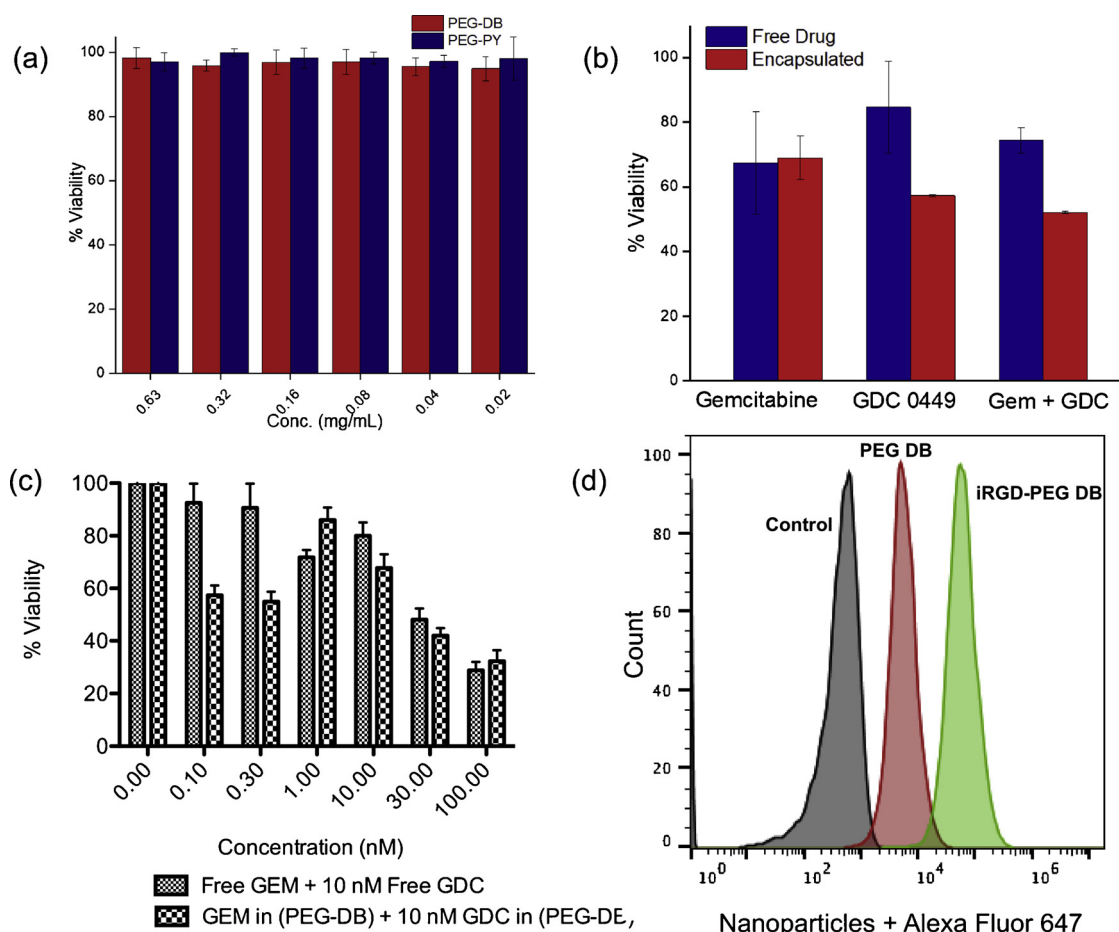 (a)
PEG-DB
PEG-PY
100
80
60
40
20
0
% Viability
0.63
0.32
0.16
0.08
0.04
0.02
Conc. (mg/mL)
(b)
Free Drug
Encapsulated
100
80
60
40
20
0
% Viability
Gemcitabine
GDC 0449
Gem + GDC
(c)
100
80
60
40
20
0
% Viability
0.00
0.10
0.30
1.00
10.00
30.00
100.00
Concentration (nM)
Free GEM + 10 nM Free GDC
GEM in (PEG-DB) + 10 nM GDC in
(d)
PEG DB
iRGD-PEG DB
Control
100
80
60
40
20
0
Count
10^0
10^2
10^4
10^6
Nanoparticles + Alexa Fluor 647